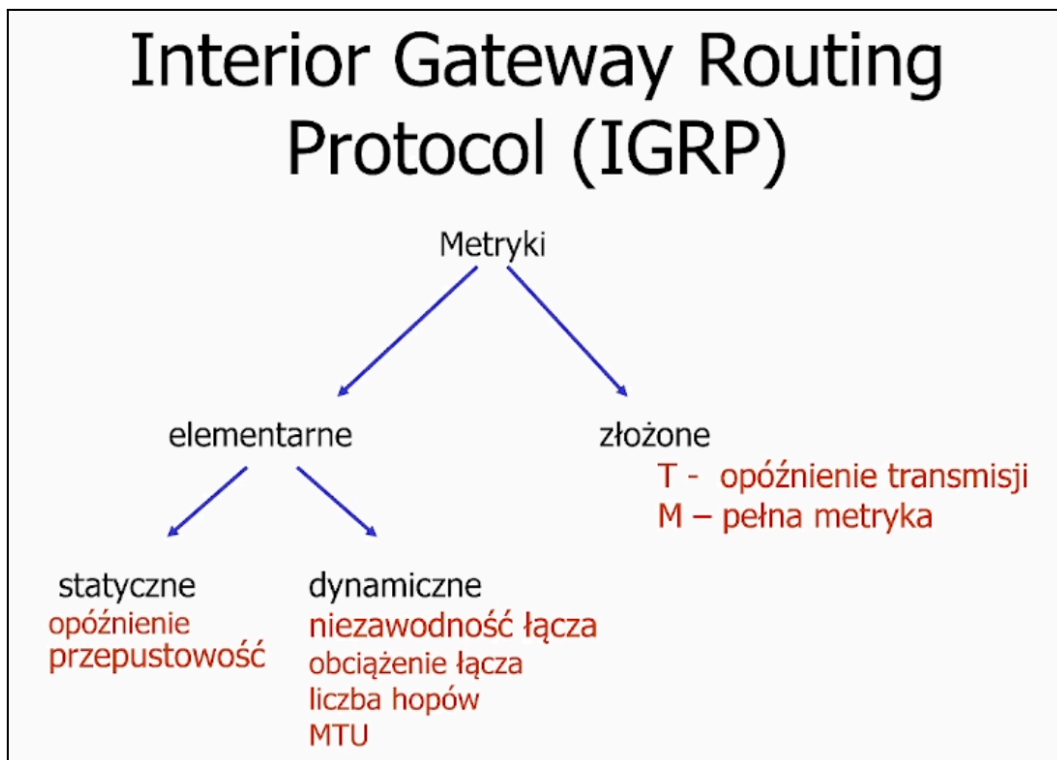 Interior Gateway Routing
Protocol (IGRP)
Metryki
elementarne
złożone
T - opóźnienie transmisji
M – pełna metryka
statyczne
opóźnienie
przepustowość
dynamiczne
niezawodność łącza
obciążenie łącza
liczba hopów
MTU